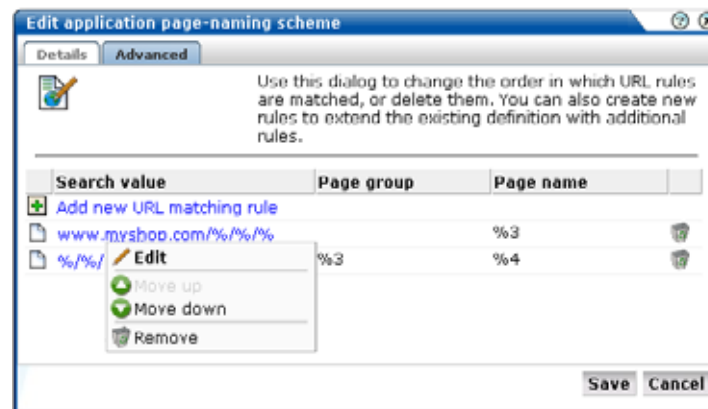 Edit application page-naming scheme
Details Advanced
Use this dialog to change the order in which URL rules
are matched, or delete them. You can also create new
rules to extend the existing definition with additional
rules.
Search value Page group Page name
Add new URL matching rule
www.myshop.com/%/%/% %3
%/%/ %3 %4
Edit
Move up
Move down
Remove
Save Cancel